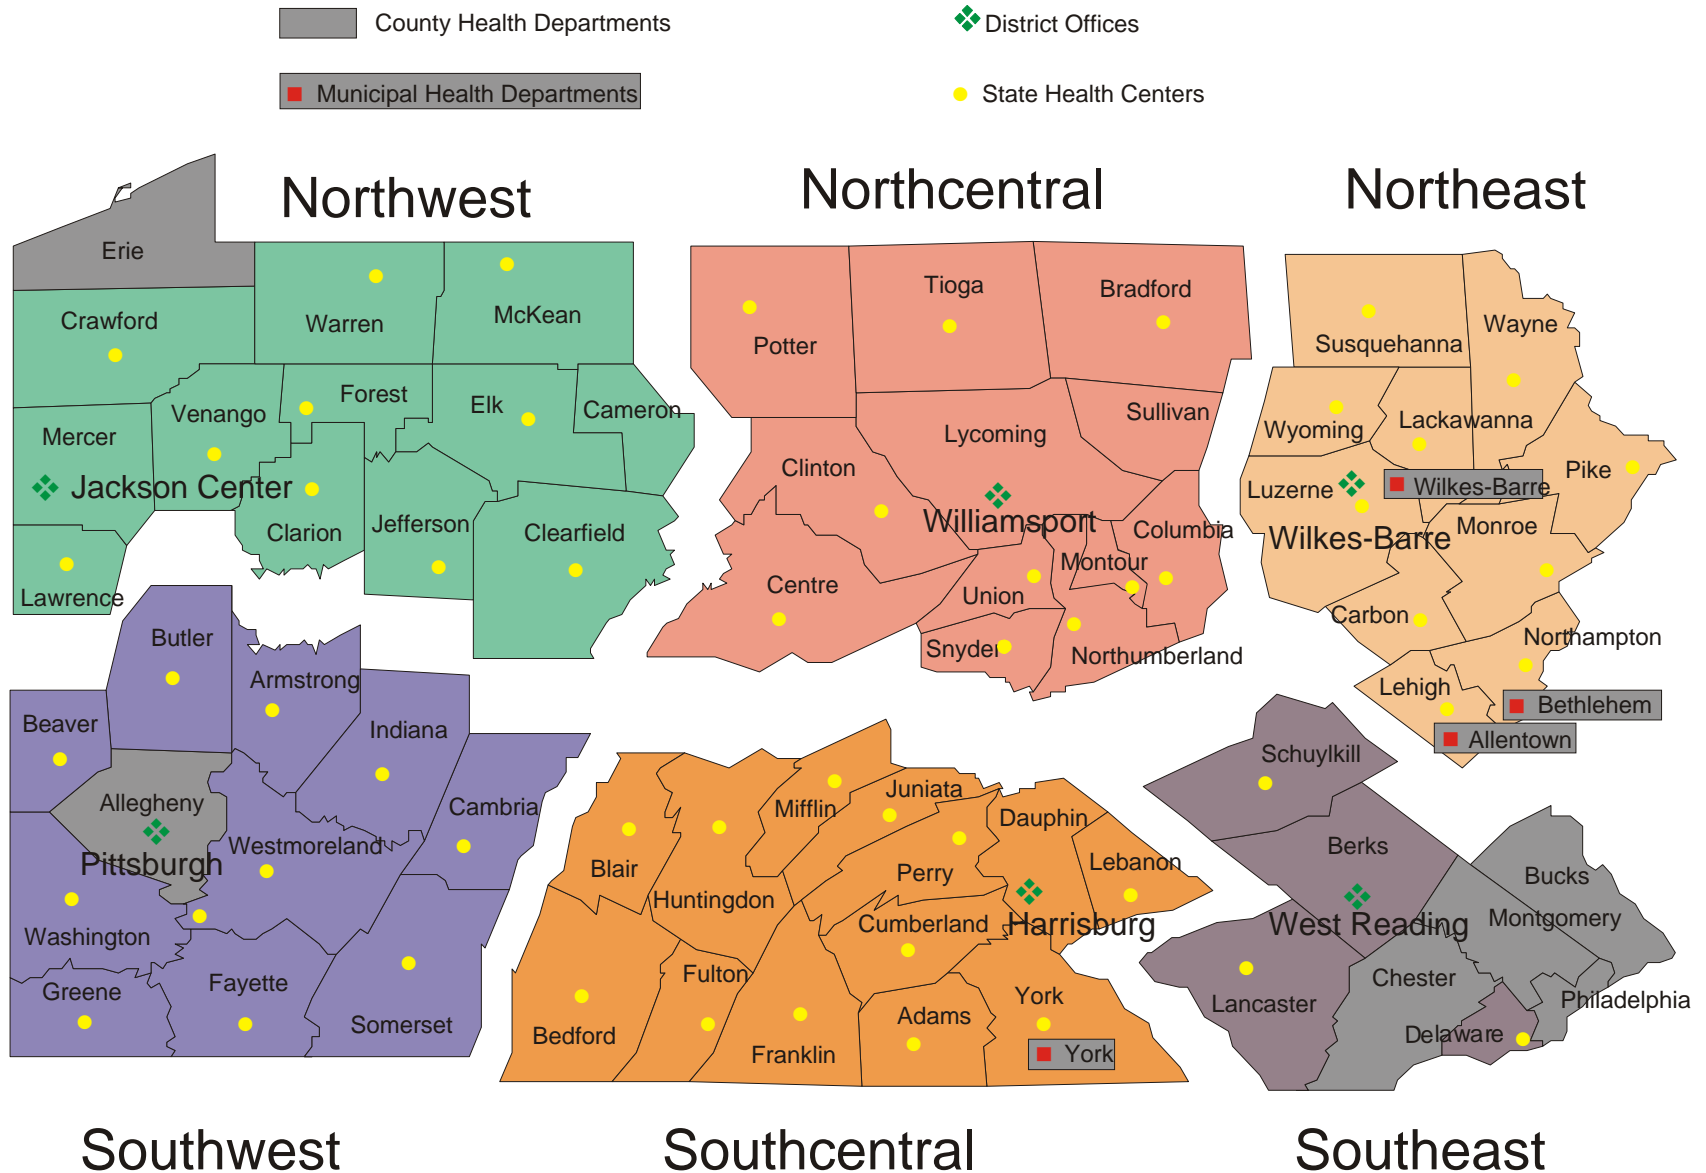 County Health Departments
District Offices
Municipal Health Departments
State Health Centers
Northwest
Northcentral
Northeast
Erie
Crawford
Warren
McKean
Mercer
Venango
Forest
Elk
Cameron
Jackson Center
Clarion
Jefferson
Clearfield
Lawrence
Potter
Tioga
Bradford
Sullivan
Lycoming
Clinton
Williamsport
Columbia
Montour
Centre
Union
Snyder
Northumberland
Susquehanna
Wayne
Wyoming
Lackawanna
Pike
Luzerne
Wilkes-Barre
Wilkes-Barre
Monroe
Carbon
Northampton
Lehigh
Bethlehem
Allentown
Butler
Armstrong
Beaver
Indiana
Allegheny
Cambria
Pittsburgh
Westmoreland
Washington
Greene
Fayette
Somerset
Mifflin
Juniata
Dauphin
Blair
Huntingdon
Perry
Lebanon
Cumberland
Harrisburg
Fulton
Bedford
Franklin
Adams
York
York
Schuylkill
Berks
Bucks
West Reading
Montgomery
Lancaster
Chester
Philadelphia
Delaware
Southwest
Southcentral
Southeast